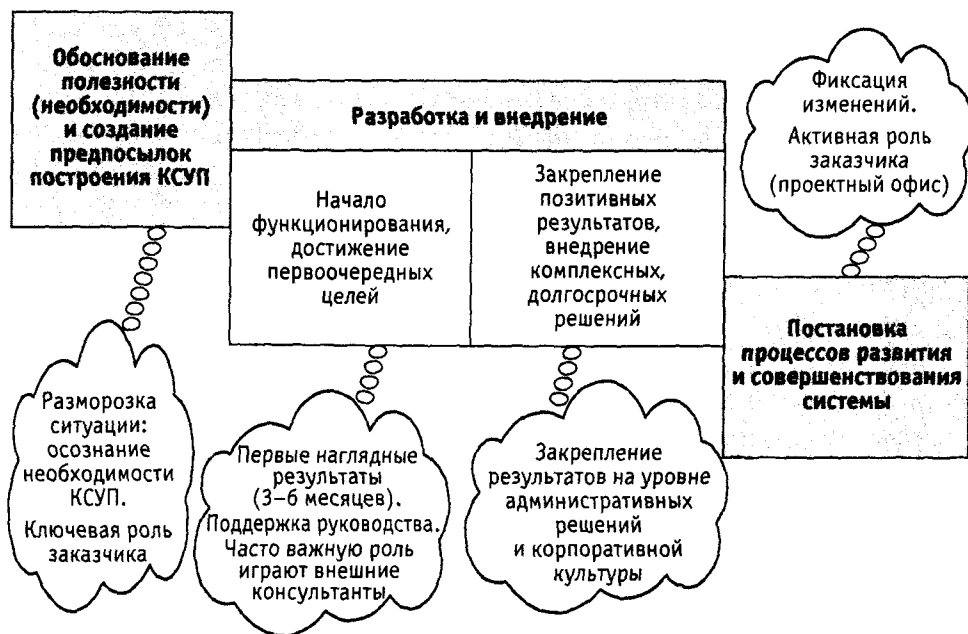 Обоснование
полезности
(необходимости)
и создание
предпосылок
построения КСУП
Разработка и внедрение
Начало
функционирования,
достижение
первоочередных
целей
Закрепление
позитивных
результатов,
внедрение
комплексных,
долгосрочных
решений
Фиксация
изменений.
Активная роль
заказчика
(проектный офис)
Постановка
процессов развития
и совершенствования
системы
Разморозка
ситуации:
осознание
необходимости
КСУП.
Ключевая роль
заказчика
Первые наглядные
результаты
(3–6 месяцев).
Поддержка руководства.
Часто важную роль
играют внешние
консультанты
Закрепление
результатов на уровне
административных
решений
и корпоративной
культуры